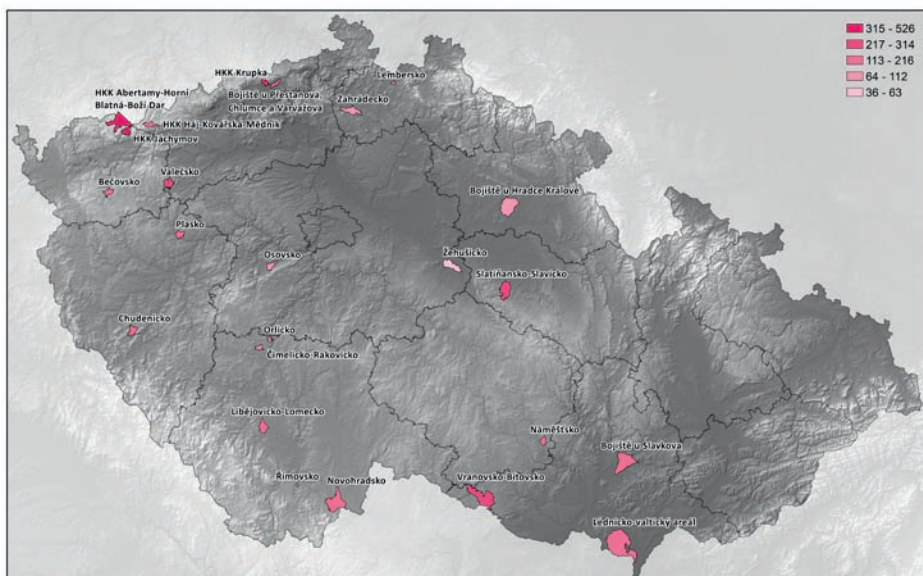 315 - 526
217 - 314
113 - 216
64 - 112
36 - 63
HKK Krupka
Lembersko
HKK Abertamy-Horní
Blatná-Boží Dar
Bojiště u Přestanova,
Chlumce a Varvažova
Zahrádecko
HKK Háj-Kovářská-Mědník
HKK Jáchymov
Bečovsko
Valečsko
Bojiště u Hradce Králové
Plasko
Osovsko
Žehušicko
Slatiňansko-Slavicko
Chudenicko
Orlicko
Čimelicko-Rakovicko
Libějovicko-Lomecko
Náměšťsko
Bojiště u Slavkova
Římovsko
Novohradsko
Vranovsko-Bítovsko
Lednicko-valtický areál